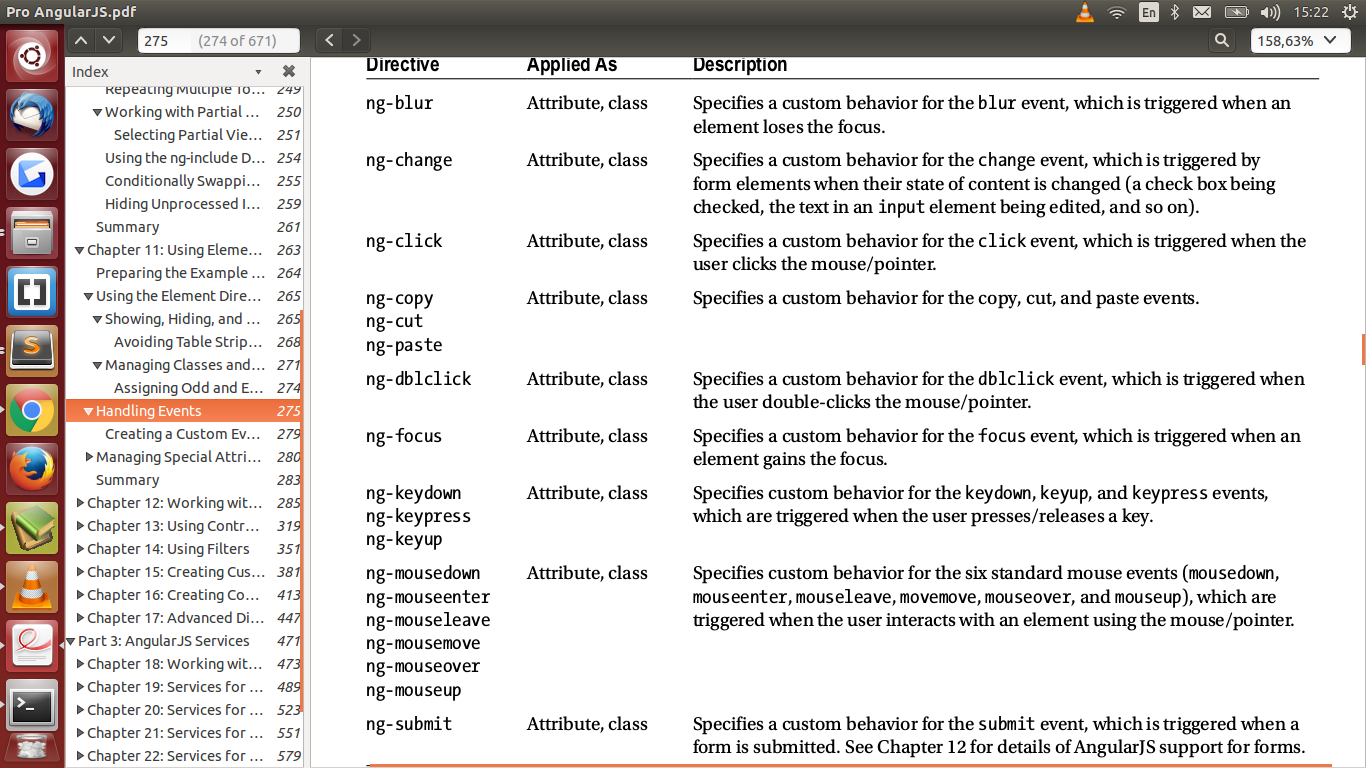 Pro AngularJS.pdf
En
15:22
275 (274 of 671)
158,63%
Index
Repeating Multiple To... 249
Working with Partial ... 250
Selecting Partial Vie... 251
Using the ng-include D... 254
Conditionally Swappi... 255
Hiding Unprocessed I... 259
Summary 261
Chapter 11: Using Eleme... 263
Preparing the Example ... 264
Using the Element Dire... 265
Showing, Hiding, and ... 265
Avoiding Table Strip... 268
Managing Classes and... 271
Assigning Odd and E... 274
Handling Events 275
Creating a Custom Ev... 279
Managing Special Attri... 280
Summary 283
Chapter 12: Working wit... 285
Chapter 13: Using Contr... 319
Chapter 14: Using Filters 351
Chapter 15: Creating Cus... 381
Chapter 16: Creating Co... 413
Chapter 17: Advanced Di... 447
Part 3: AngularJS Services 471
Chapter 18: Working wit... 473
Chapter 19: Services for ... 489
Chapter 20: Services for ... 523
Chapter 21: Services for ... 551
Chapter 22: Services for ... 579
Directive Applied As Description
ng-blur Attribute, class Specifies a custom behavior for the blur event, which is triggered when an
element loses the focus.
ng-change Attribute, class Specifies a custom behavior for the change event, which is triggered by
form elements when their state of content is changed (a check box being
checked, the text in an input element being edited, and so on).
ng-click Attribute, class Specifies a custom behavior for the click event, which is triggered when the
user clicks the mouse/pointer.
ng-copy Attribute, class Specifies a custom behavior for the copy, cut, and paste events.
ng-cut
ng-paste
ng-dblclick Attribute, class Specifies a custom behavior for the dblclick event, which is triggered when
the user double-clicks the mouse/pointer.
ng-focus Attribute, class Specifies a custom behavior for the focus event, which is triggered when an
element gains the focus.
ng-keydown Attribute, class Specifies custom behavior for the keydown, keyup, and keypress events,
ng-keypress which are triggered when the user presses/releases a key.
ng-keyup
ng-mousedown Attribute, class Specifies custom behavior for the six standard mouse events (mousedown,
ng-mouseenter mouseenter, mouseleave, movemove, mouseover, and mouseup), which are
ng-mouseleave triggered when the user interacts with an element using the mouse/pointer.
ng-mousemove
ng-mouseover
ng-mouseup
ng-submit Attribute, class Specifies a custom behavior for the submit event, which is triggered when a
form is submitted. See Chapter 12 for details of AngularJS support for forms.